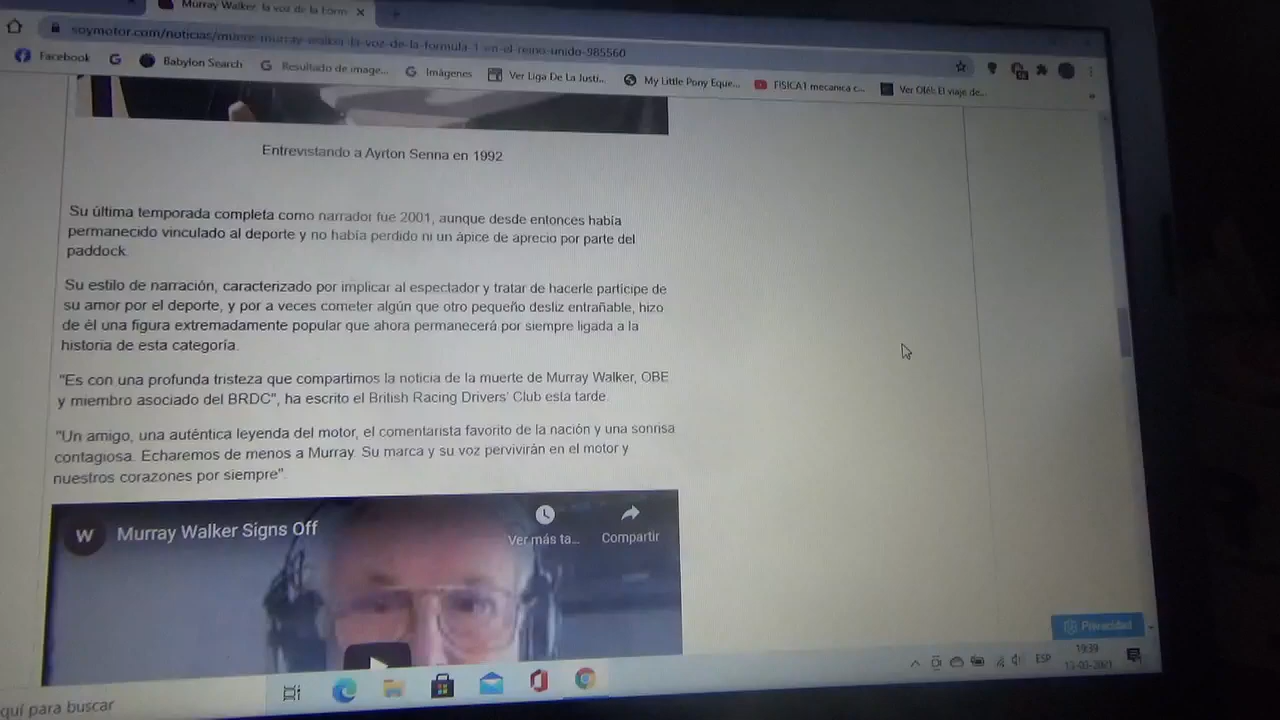 Murray Walker, la voz de la Form
soymotor.com/noticias/muere-murray-walker-la-voz-de-la-formula-1-en-el-reino-unido-985560
Facebook
Babylon Search
Resultado de image...
Imágenes
Ver Liga De La Justi...
My Little Pony Eque...
FISICA1 mecanica c...
Ver Olé! El viaje de...
Entrevistando a Ayrton Senna en 1992
Su última temporada completa como narrador fue 2001, aunque desde entonces había
permanecido vinculado al deporte y no había perdido ni un ápice de aprecio por parte del
paddock.
Su estilo de narración, caracterizado por implicar al espectador y tratar de hacerle partícipe de
su amor por el deporte, y por a veces cometer algún que otro pequeño desliz entrañable, hizo
de él una figura extremadamente popular que ahora permanecerá por siempre ligada a la
historia de esta categoría.
"Es con una profunda tristeza que compartimos la noticia de la muerte de Murray Walker, OBE
y miembro asociado del BRDC", ha escrito el British Racing Drivers' Club esta tarde.
"Un amigo, una auténtica leyenda del motor, el comentarista favorito de la nación y una sonrisa
contagiosa. Echaremos de menos a Murray. Su marca y su voz pervivirán en el motor y
nuestros corazones por siempre".
W
Murray Walker Signs Off
Ver más ta...
Compartir
Privacidad
quí para buscar
ESP
19:39